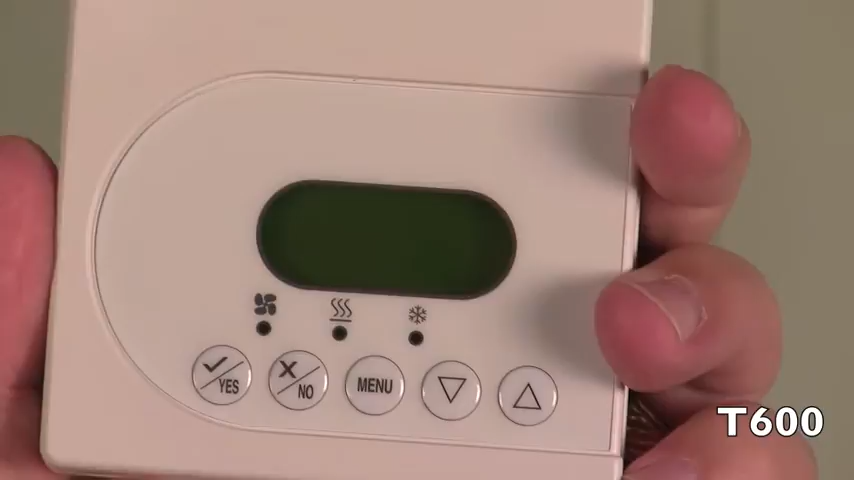 YES
NO
MENU
T600